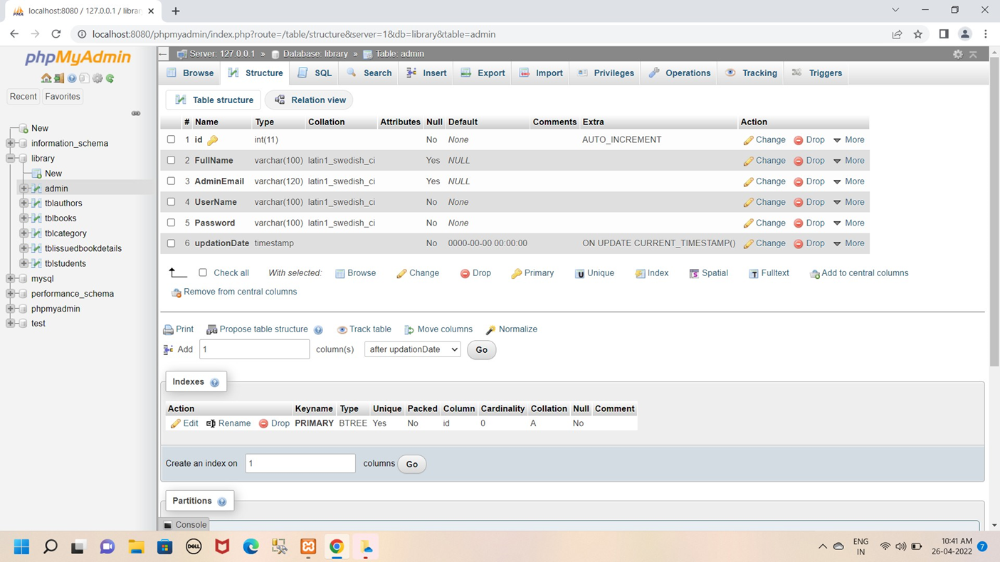 localhost:8080 / 127.0.0.1 / librar
localhost:8080/phpmyadmin/index.php?route=/table/structure&server=1&db=library&table=admin
phpMyAdmin
Recent Favorites
New
information_schema
library
New
admin
tblauthors
tblbooks
tblcategory
tblissuedbookdetails
tblstudents
mysql
performance_schema
phpmyadmin
test
Server: 127.0.0.1 » Database: library » Table: admin
Browse Structure SQL Search Insert Export Import Privileges Operations Tracking Triggers
Table structure Relation view
# Name Type Collation Attributes Null Default Comments Extra Action
1 id int(11) No None AUTO_INCREMENT Change Drop More
2 FullName varchar(100) latin1_swedish_ci Yes NULL Change Drop More
3 AdminEmail varchar(120) latin1_swedish_ci Yes NULL Change Drop More
4 UserName varchar(100) latin1_swedish_ci No None Change Drop More
5 Password varchar(100) latin1_swedish_ci No None Change Drop More
6 updationDate timestamp No 0000-00-00 00:00:00 ON UPDATE CURRENT_TIMESTAMP() Change Drop More
Check all With selected: Browse Change Drop Primary Unique Index Spatial Fulltext Add to central columns
Remove from central columns
Print Propose table structure Track table Move columns Normalize
Add 1 column(s) after updationDate Go
Indexes
Action Keyname Type Unique Packed Column Cardinality Collation Null Comment
Edit Rename Drop PRIMARY BTREE Yes No id 0 A No
Create an index on 1 columns Go
Partitions
Console
DELL
ENG
IN
10:41 AM
26-04-2022
7